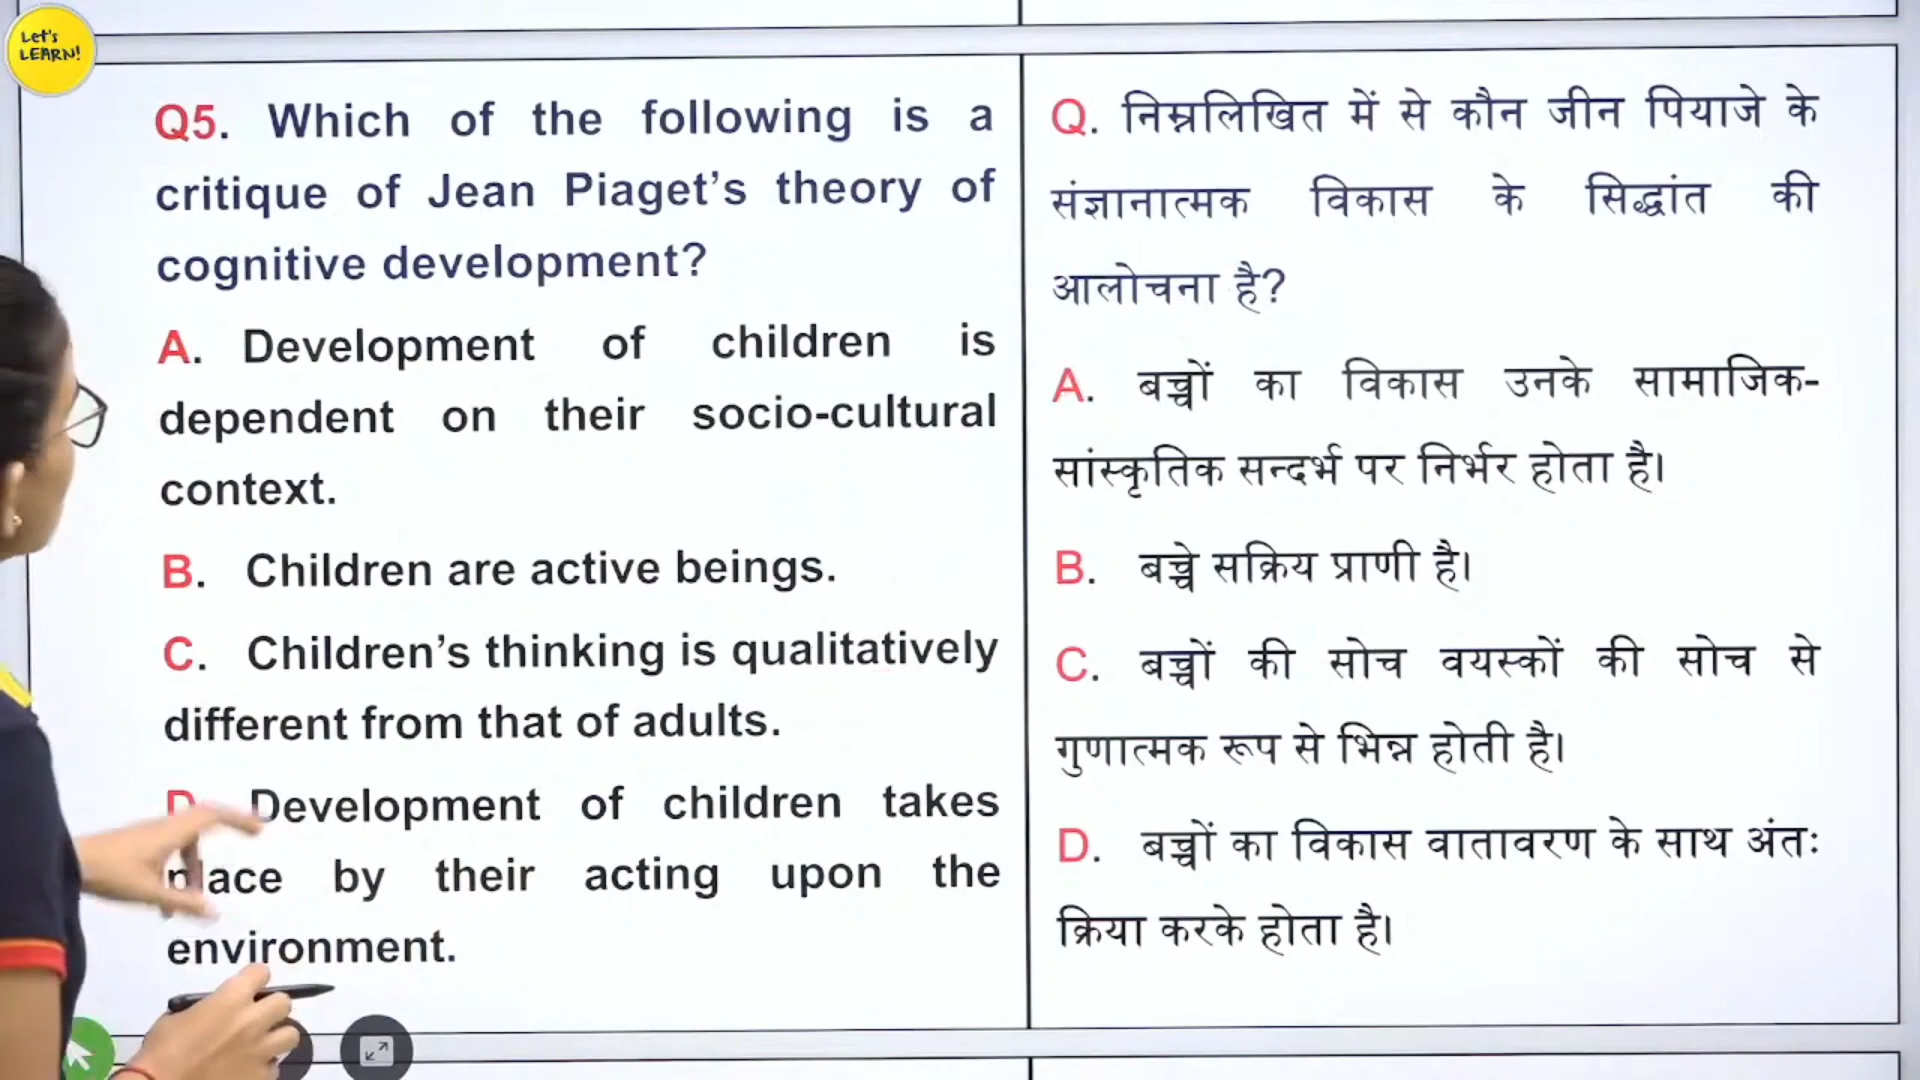 Let's
LEARN!
Q5. Which of the following is a
critique of Jean Piaget's theory of
cognitive development?
A. Development of children is
dependent on their socio-cultural
context.
B. Children are active beings.
C. Children's thinking is qualitatively
different from that of adults.
D. Development of children takes
place by their acting upon the
environment.
Q. निम्नलिखित में से कौन जीन पियाजे के
संज्ञानात्मक विकास के सिद्धांत की
आलोचना है?
A. बच्चों का विकास उनके सामाजिक-
सांस्कृतिक सन्दर्भ पर निर्भर होता है।
B. बच्चे सक्रिय प्राणी है।
C. बच्चों की सोच वयस्कों की सोच से
गुणात्मक रूप से भिन्न होती है।
D. बच्चों का विकास वातावरण के साथ अंतः
क्रिया करके होता है।